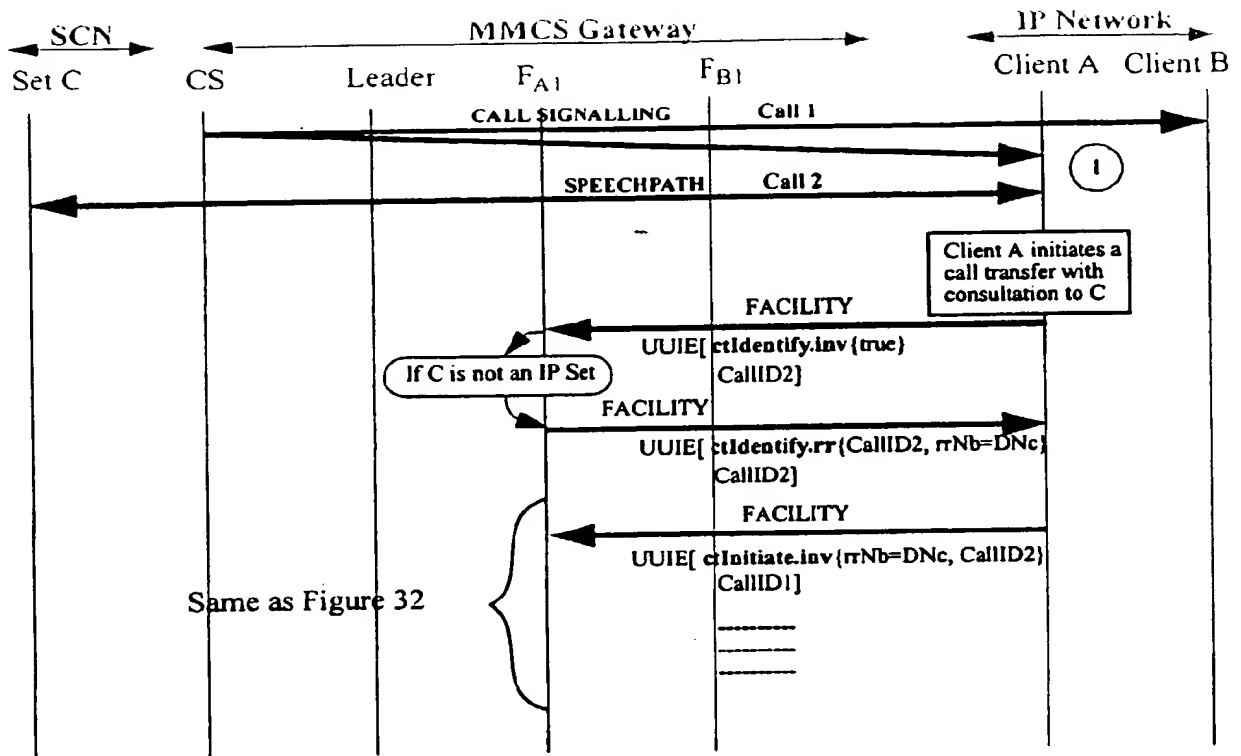 SCN
MMCS Gateway
IP Network
Set C
CS
Leader
FA1
FB1
Client A
Client B
CALL SIGNALLING
Call 1
1
SPEECHPATH
Call 2
Client A initiates a
call transfer with
consultation to C
FACILITY
UUIE[ ctIdentify.inv{true}
CallID2]
If C is not an IP Set
FACILITY
UUIE[ ctIdentify.rr{CallID2, rrNb=DNc}
CallID2]
FACILITY
UUIE[ ctInitiate.inv{rrNb=DNc, CallID2}
CallID1]
Same as Figure 32